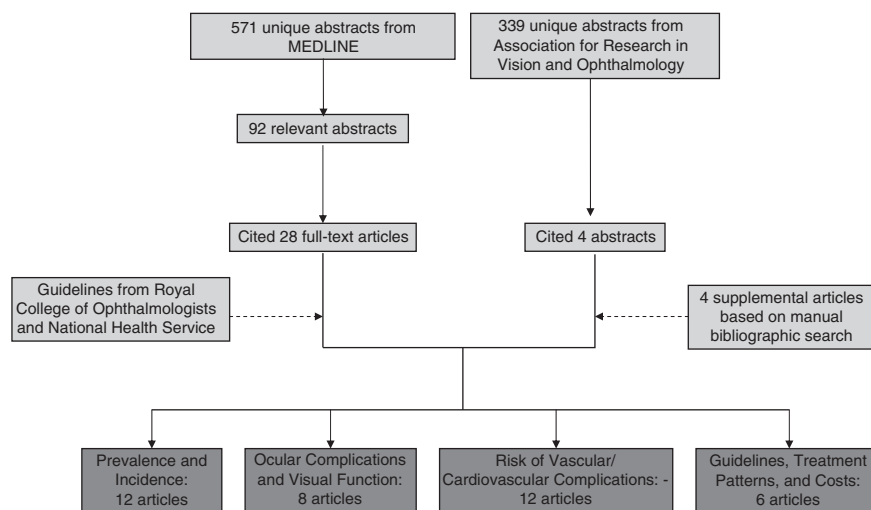 571 unique abstracts from
MEDLINE
339 unique abstracts from
Association for Research in
Vision and Ophthalmology
92 relevant abstracts
Cited 28 full-text articles
Cited 4 abstracts
Guidelines from Royal
College of Ophthalmologists
and National Health Service
4 supplemental articles
based on manual
bibliographic search
Prevalence and
Incidence:
12 articles
Ocular Complications
and Visual Function:
8 articles
Risk of Vascular/
Cardiovascular Complications: -
12 articles
Guidelines, Treatment
Patterns, and Costs:
6 articles